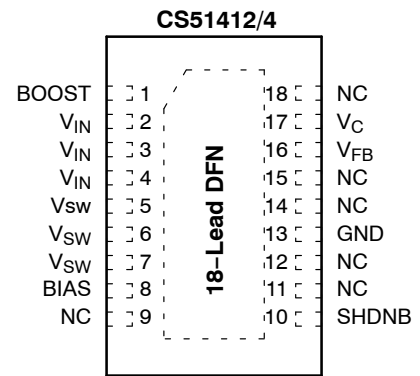 CS51412/4
BOOST 1 18 NC
VIN 2 17 VC
VIN 3 16 VFB
VIN 4 15 NC
Vsw 5 14 NC
VSW 6 13 GND
VSW 7 12 NC
BIAS 8 11 NC
NC 9 10 SHDNB
18–Lead DFN